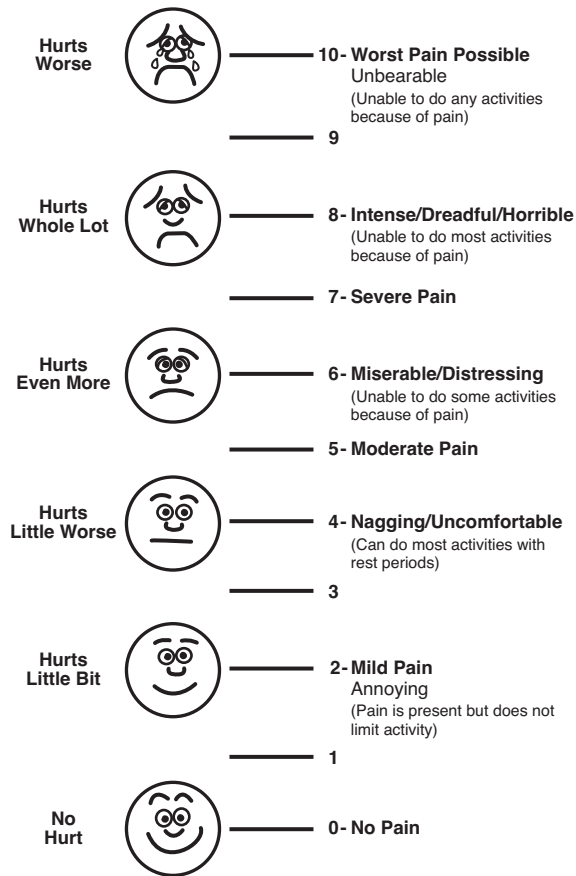 Hurts
Worse
10- Worst Pain Possible
Unbearable
(Unable to do any activities
because of pain)
9
Hurts
Whole Lot
8- Intense/Dreadful/Horrible
(Unable to do most activities
because of pain)
7- Severe Pain
Hurts
Even More
6- Miserable/Distressing
(Unable to do some activities
because of pain)
5- Moderate Pain
Hurts
Little Worse
4- Nagging/Uncomfortable
(Can do most activities with
rest periods)
3
Hurts
Little Bit
2- Mild Pain
Annoying
(Pain is present but does not
limit activity)
1
No
Hurt
0- No Pain